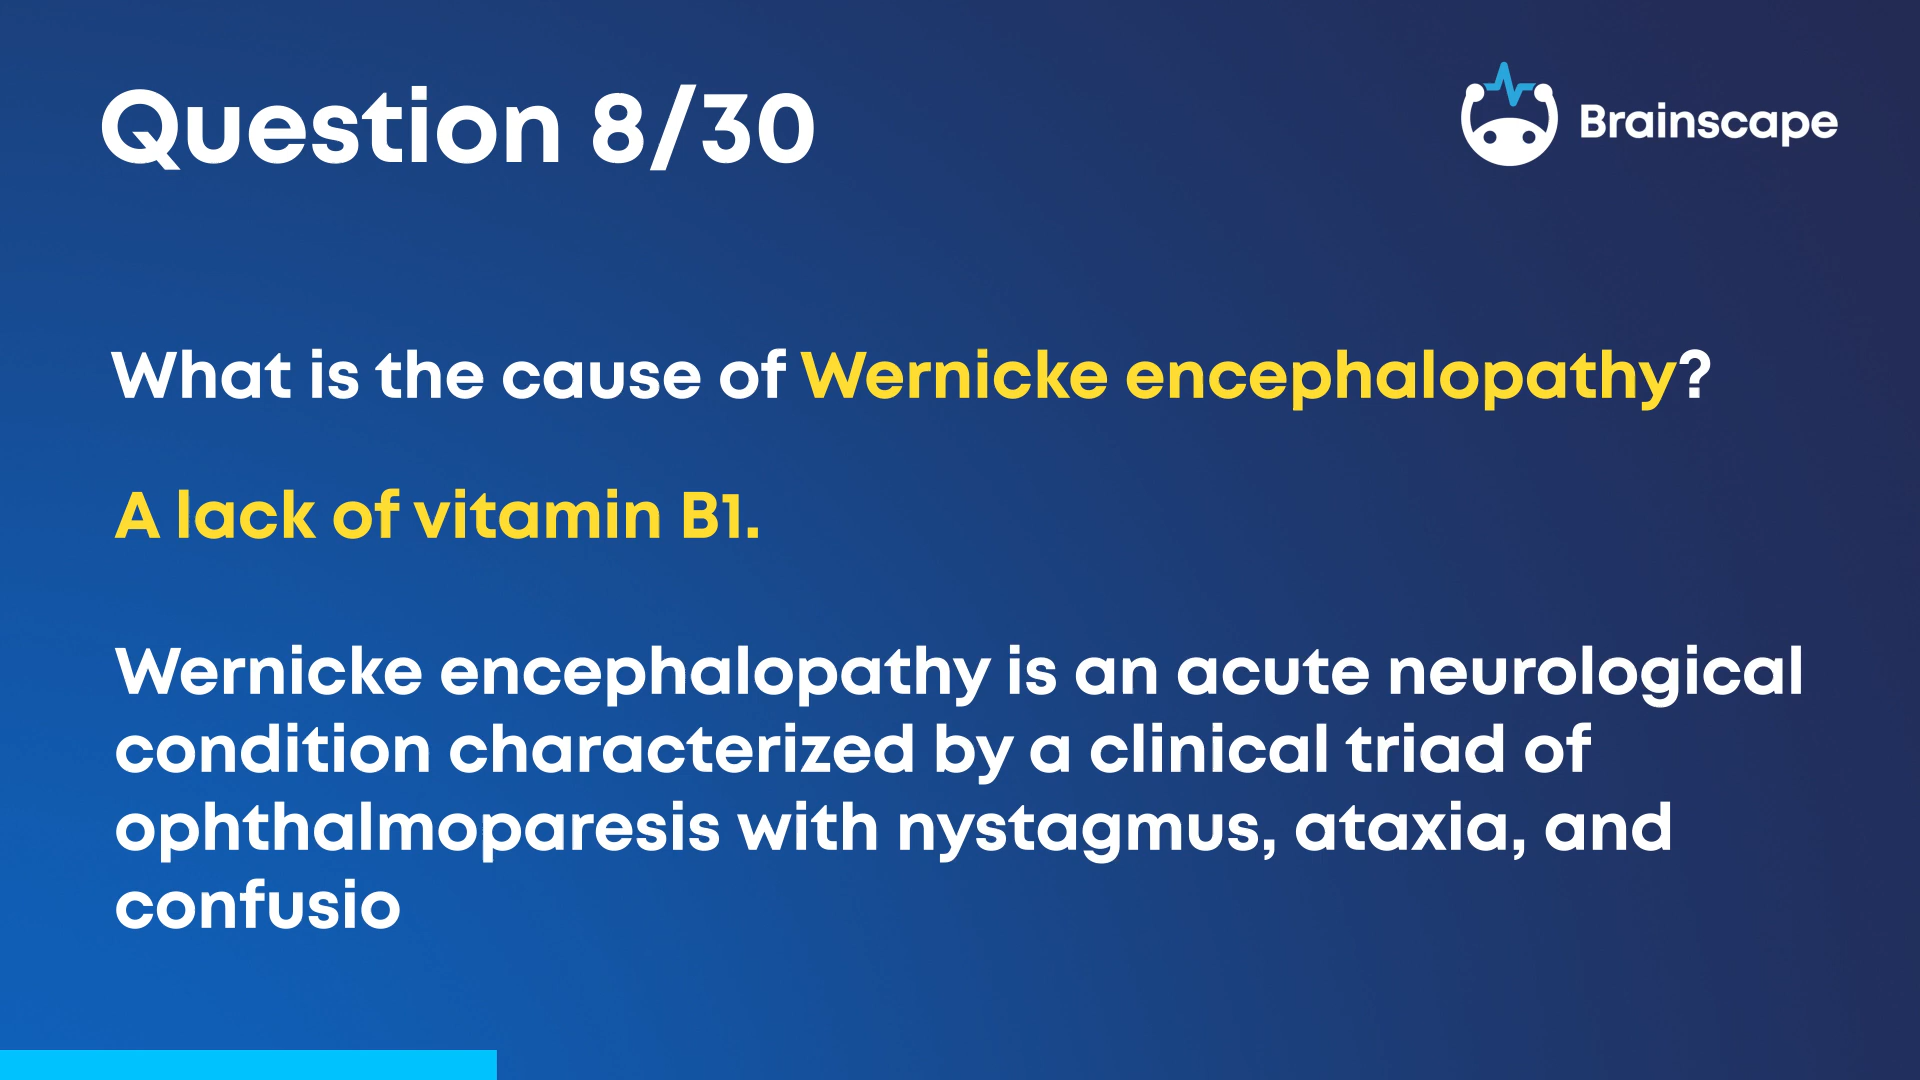 Question 8/30
Brainscape
What is the cause of Wernicke encephalopathy?
A lack of vitamin B1.
Wernicke encephalopathy is an acute neurological
condition characterized by a clinical triad of
ophthalmoparesis with nystagmus, ataxia, and
confusio